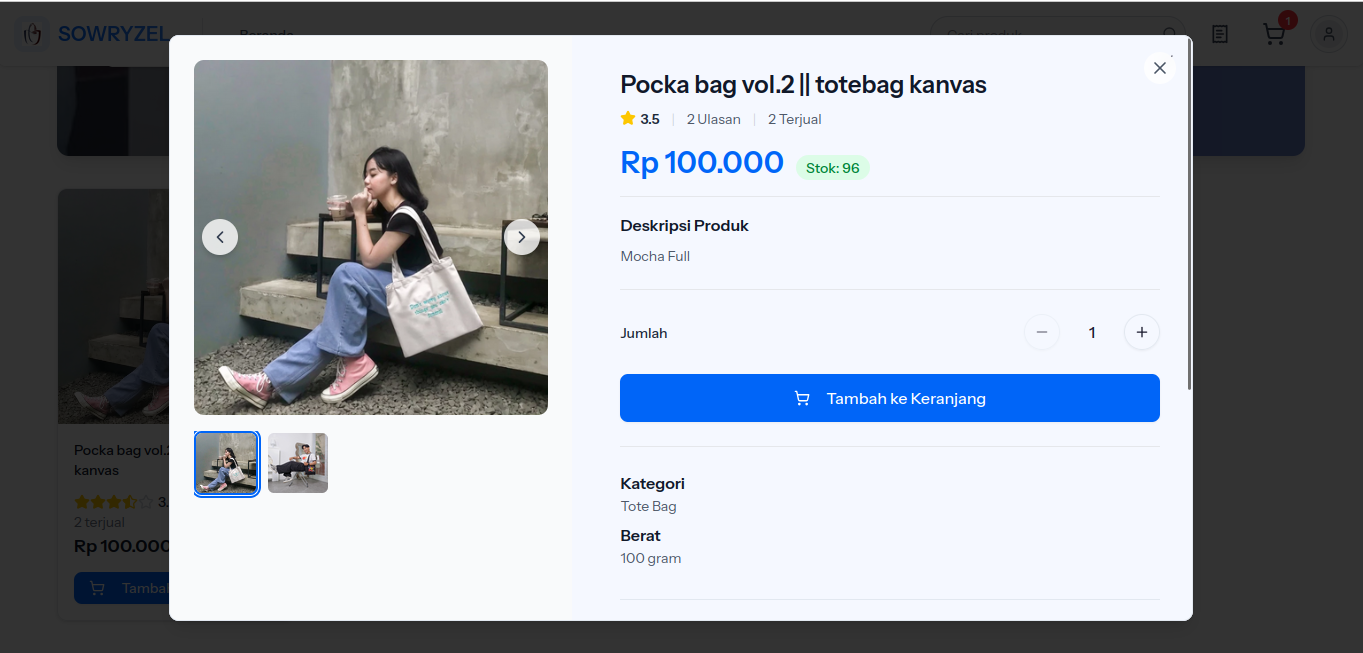 SOWRYZEL
Beranda
Cari produk
1
Pocka bag vol.2 || totebag kanvas
3.5
2 Ulasan
2 Terjual
Rp 100.000
Stok: 96
Deskripsi Produk
Mocha Full
Jumlah
1
Tambah ke Keranjang
Kategori
Tote Bag
Berat
100 gram
Pocka bag vol.2
kanvas
3.
2 terjual
Rp 100.000
Tambah